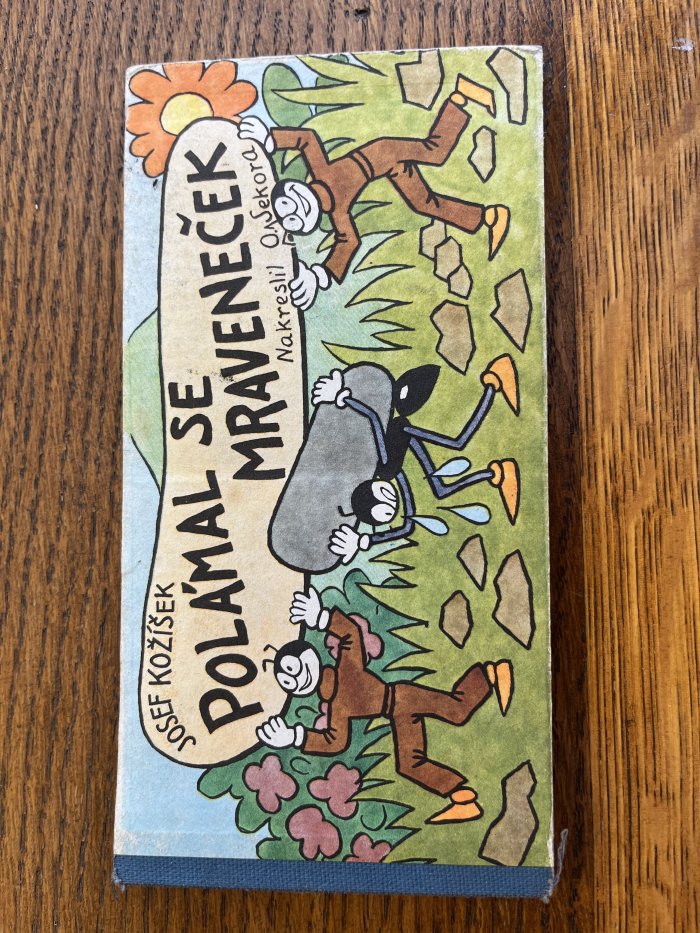 JOSEF KOŽÍŠEK
POLÁMAL SE
MRAVENEČEK
Nakreslil O. Sekora